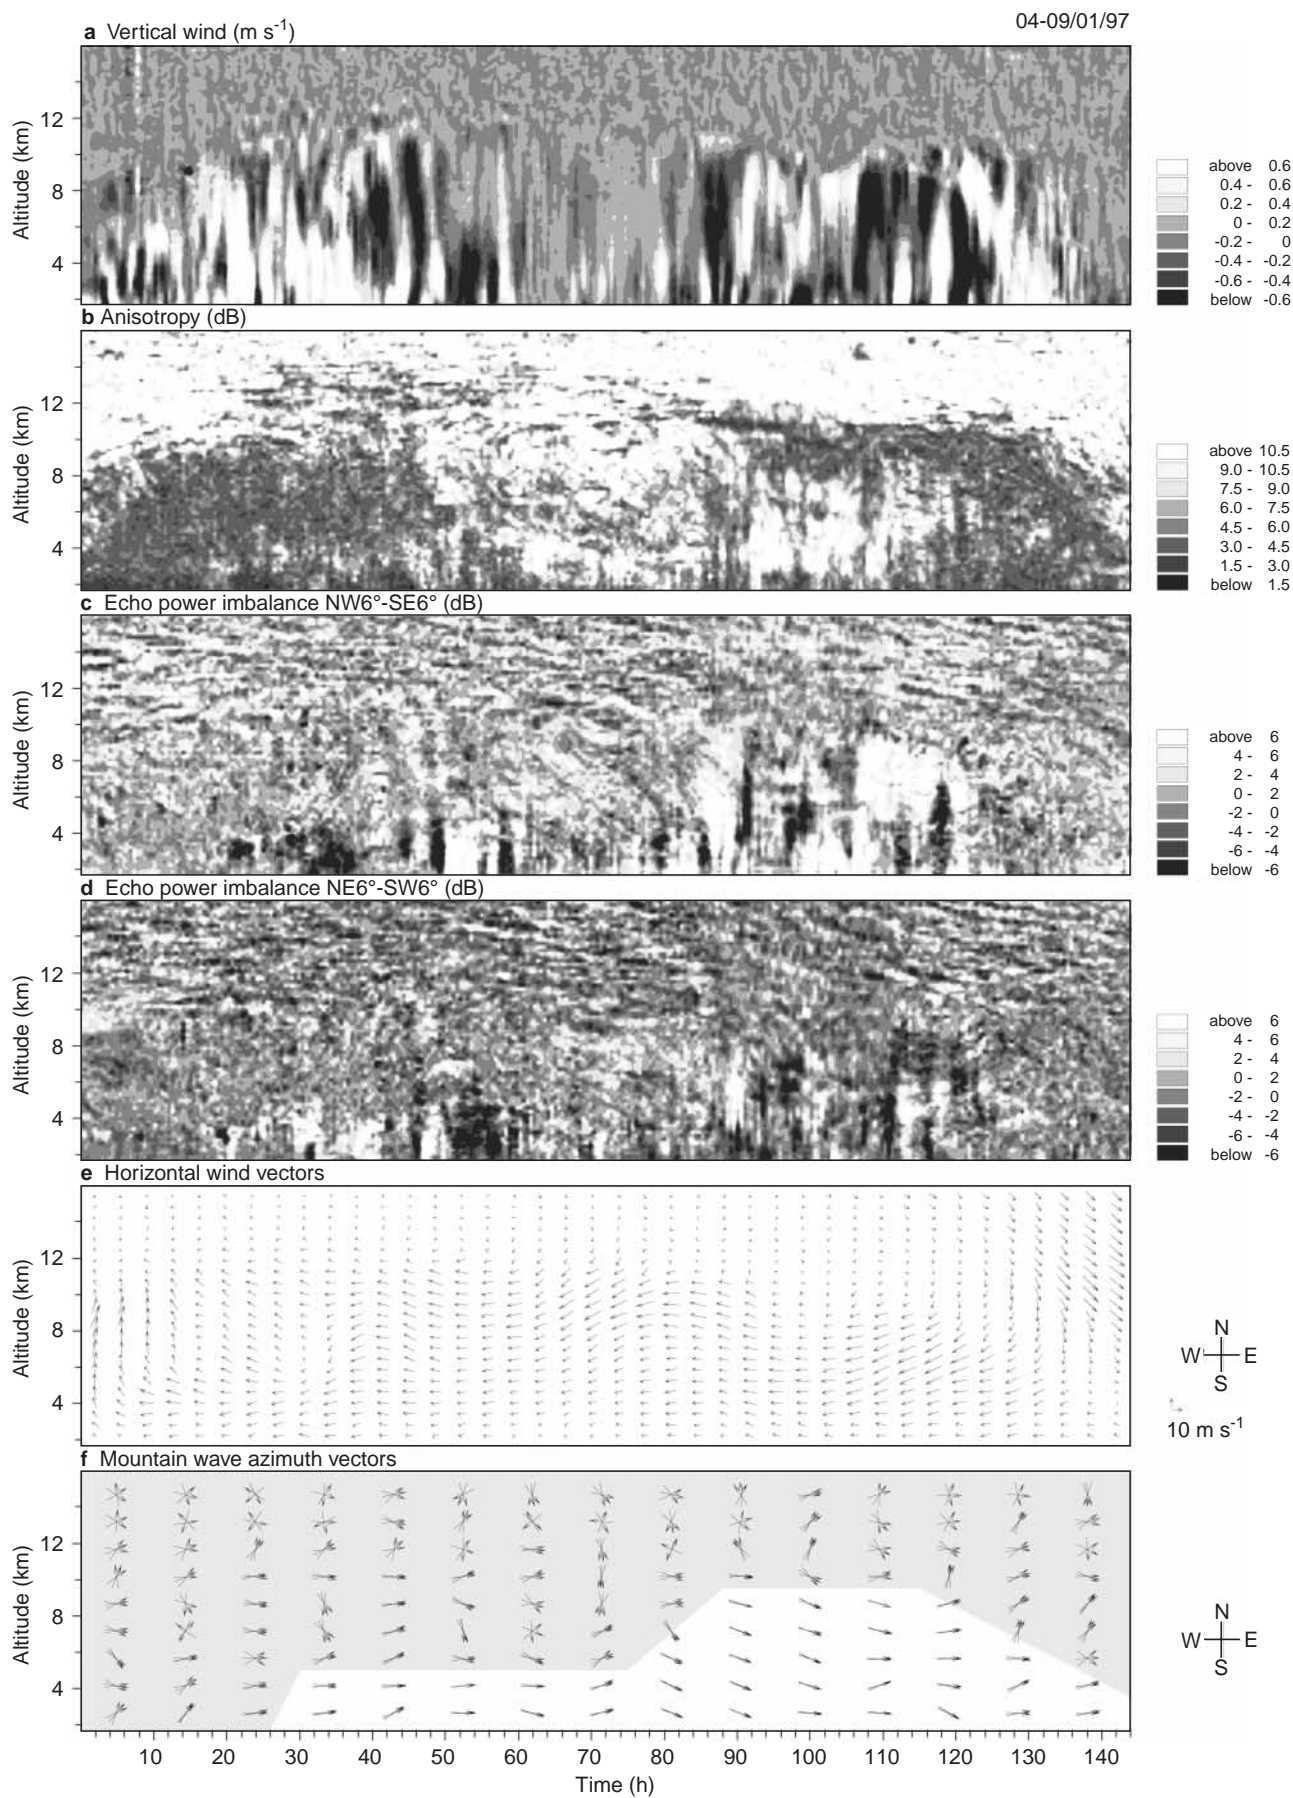 04-09/01/97
a Vertical wind (m s-1)
Altitude (km)
12
8
4
above 0.6
0.4 - 0.6
0.2 - 0.4
0 - 0.2
-0.2 - 0
-0.4 - -0.2
-0.6 - -0.4
below -0.6
b Anisotropy (dB)
Altitude (km)
12
8
4
above 10.5
9.0 - 10.5
7.5 - 9.0
6.0 - 7.5
4.5 - 6.0
3.0 - 4.5
1.5 - 3.0
below 1.5
c Echo power imbalance NW6°-SE6° (dB)
Altitude (km)
12
8
4
above 6
4 - 6
2 - 4
0 - 2
-2 - 0
-4 - -2
-6 - -4
below -6
d Echo power imbalance NE6°-SW6° (dB)
Altitude (km)
12
8
4
above 6
4 - 6
2 - 4
0 - 2
-2 - 0
-4 - -2
-6 - -4
below -6
e Horizontal wind vectors
Altitude (km)
12
8
4
N
W E
S
10 m s-1
f Mountain wave azimuth vectors
Altitude (km)
12
8
4
N
W E
S
10 20 30 40 50 60 70 80 90 100 110 120 130 140
Time (h)